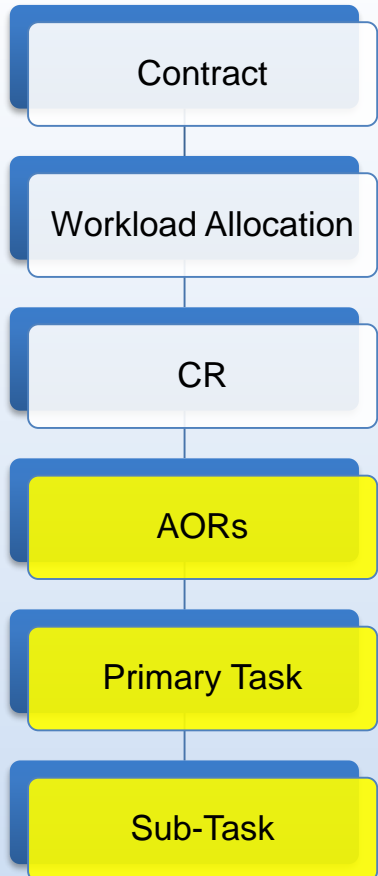 Contract
Workload Allocation
CR
AORs
Primary Task
Sub-Task